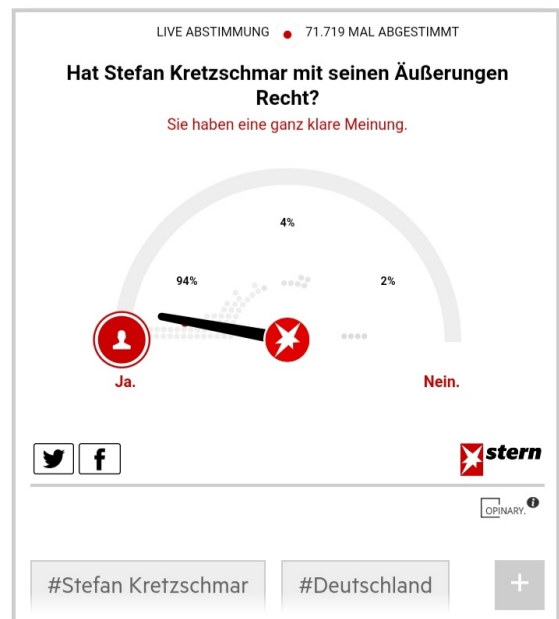 LIVE ABSTIMMUNG ● 71.719 MAL ABGESTIMMT
Hat Stefan Kretzschmar mit seinen Äußerungen
Recht?
Sie haben eine ganz klare Meinung.
4%
94%
2%
Ja.
Nein.
stern
OPINARY.
#Stefan Kretzschmar
#Deutschland
+